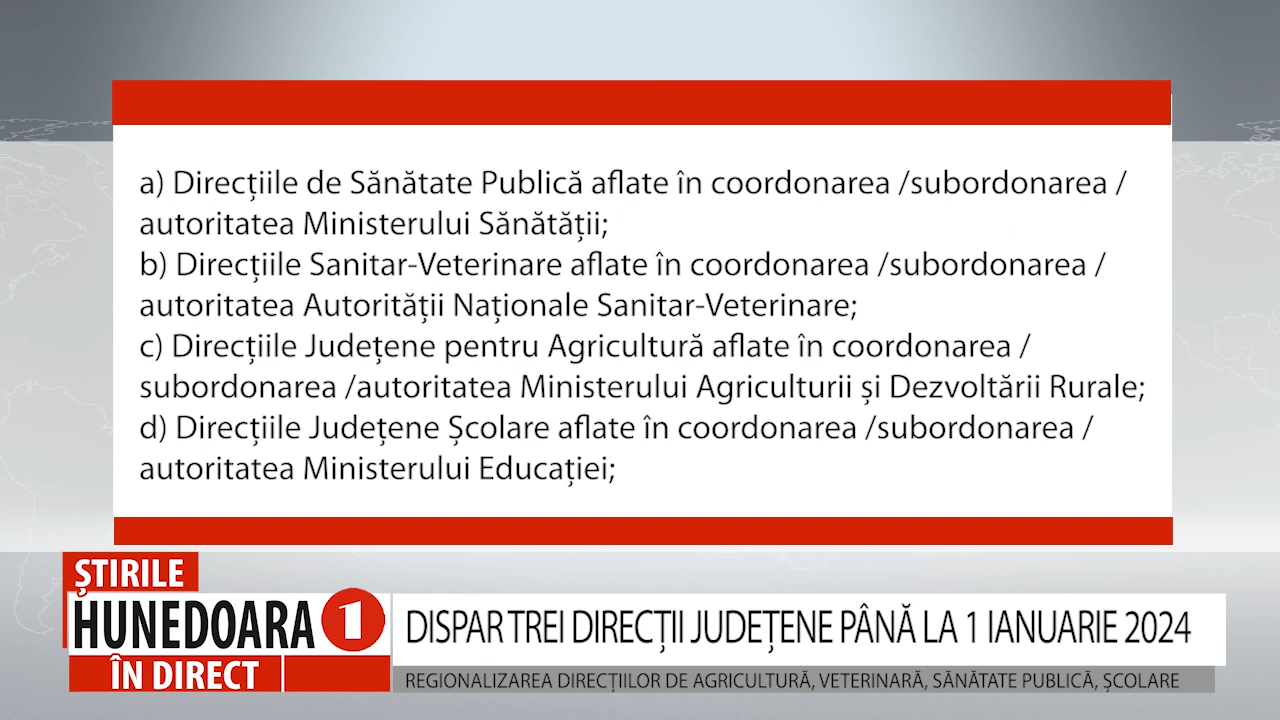 a) Direcțiile de Sănătate Publică aflate în coordonarea /subordonarea /
autoritatea Ministerului Sănătății;
b) Direcțiile Sanitar-Veterinare aflate în coordonarea /subordonarea /
autoritatea Autorității Naționale Sanitar-Veterinare;
c) Direcțiile Județene pentru Agricultură aflate în coordonarea /
subordonarea /autoritatea Ministerului Agriculturii și Dezvoltării Rurale;
d) Direcțiile Județene Școlare aflate în coordonarea /subordonarea /
autoritatea Ministerului Educației;
ȘTIRILE
HUNEDOARA 1
ÎN DIRECT
DISPAR TREI DIRECȚII JUDEȚENE PÂNĂ LA 1 IANUARIE 2024
REGIONALIZAREA DIRECȚIILOR DE AGRICULTURĂ, VETERINARĂ, SĂNĂTATE PUBLICĂ, ȘCOLARE